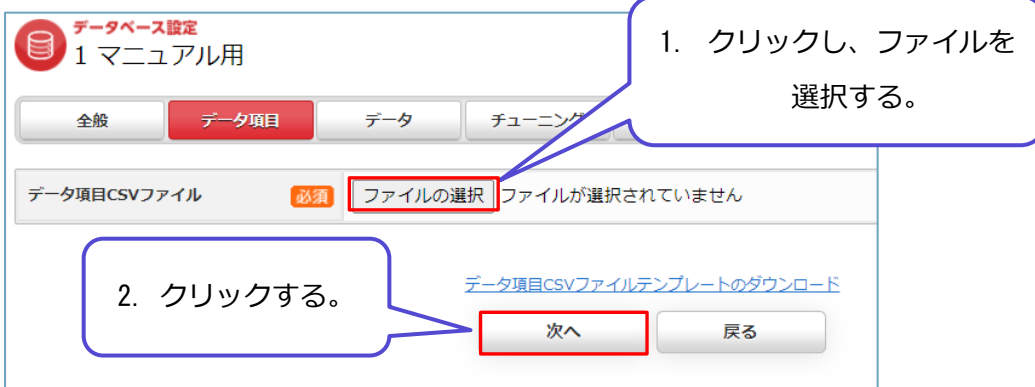 データベース設定
1 マニュアル用
1. クリックし、ファイルを
選択する。
全般 データ項目 データ チューニング
データ項目CSVファイル 必須 ファイルの選択 ファイルが選択されていません
2. クリックする。
データ項目CSVファイルテンプレートのダウンロード
次へ 戻る